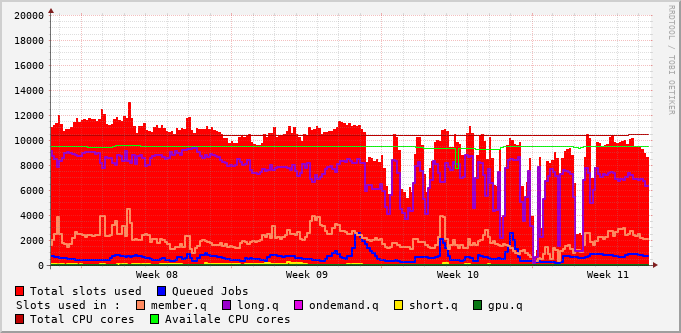 20000
18000
16000
14000
12000
10000
8000
6000
4000
2000
0
Week 08 Week 09 Week 10 Week 11
RRDTOOL / TOBI OETIKER
Total slots used Queued Jobs
Slots used in : member.q long.q ondemand.q short.q gpu.q
Total CPU cores Availale CPU cores